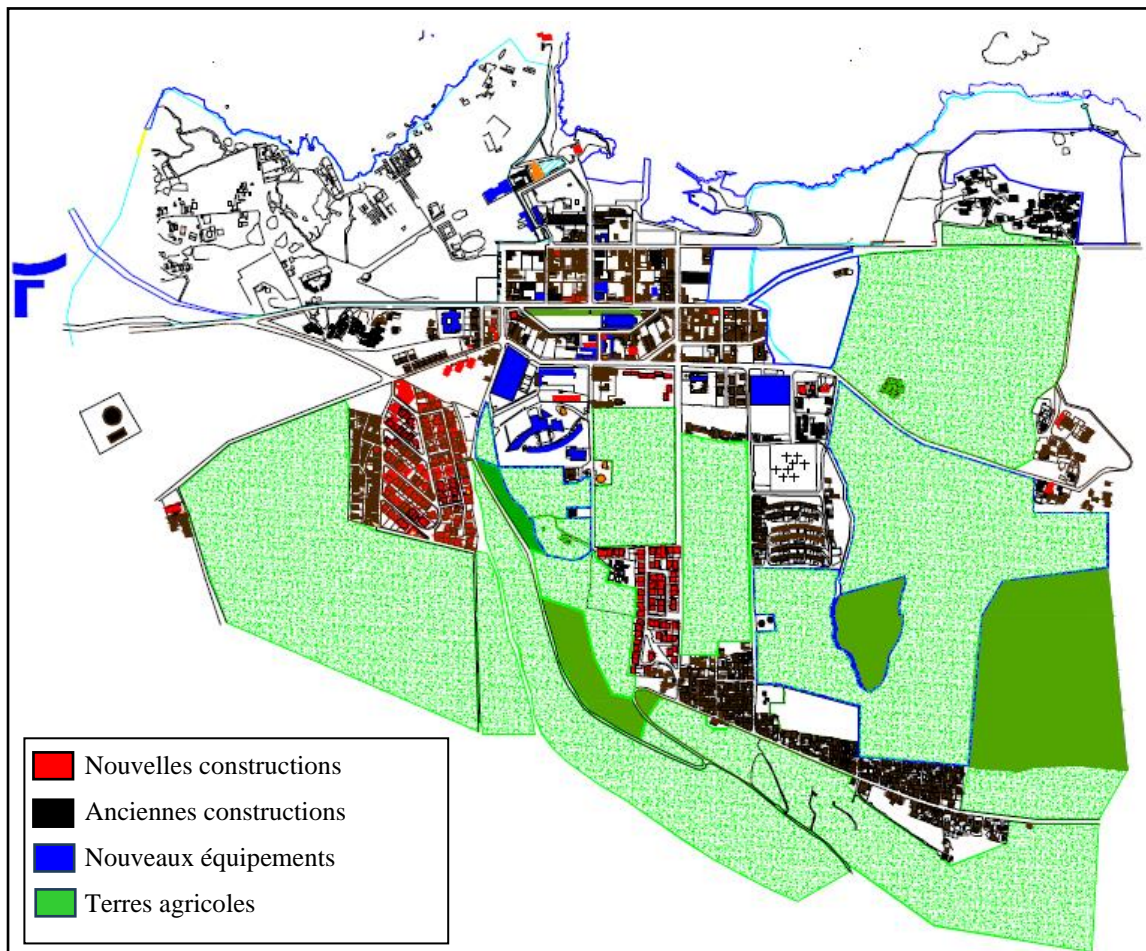 Nouvelles constructions
Anciennes constructions
Nouveaux équipements
Terres agricoles